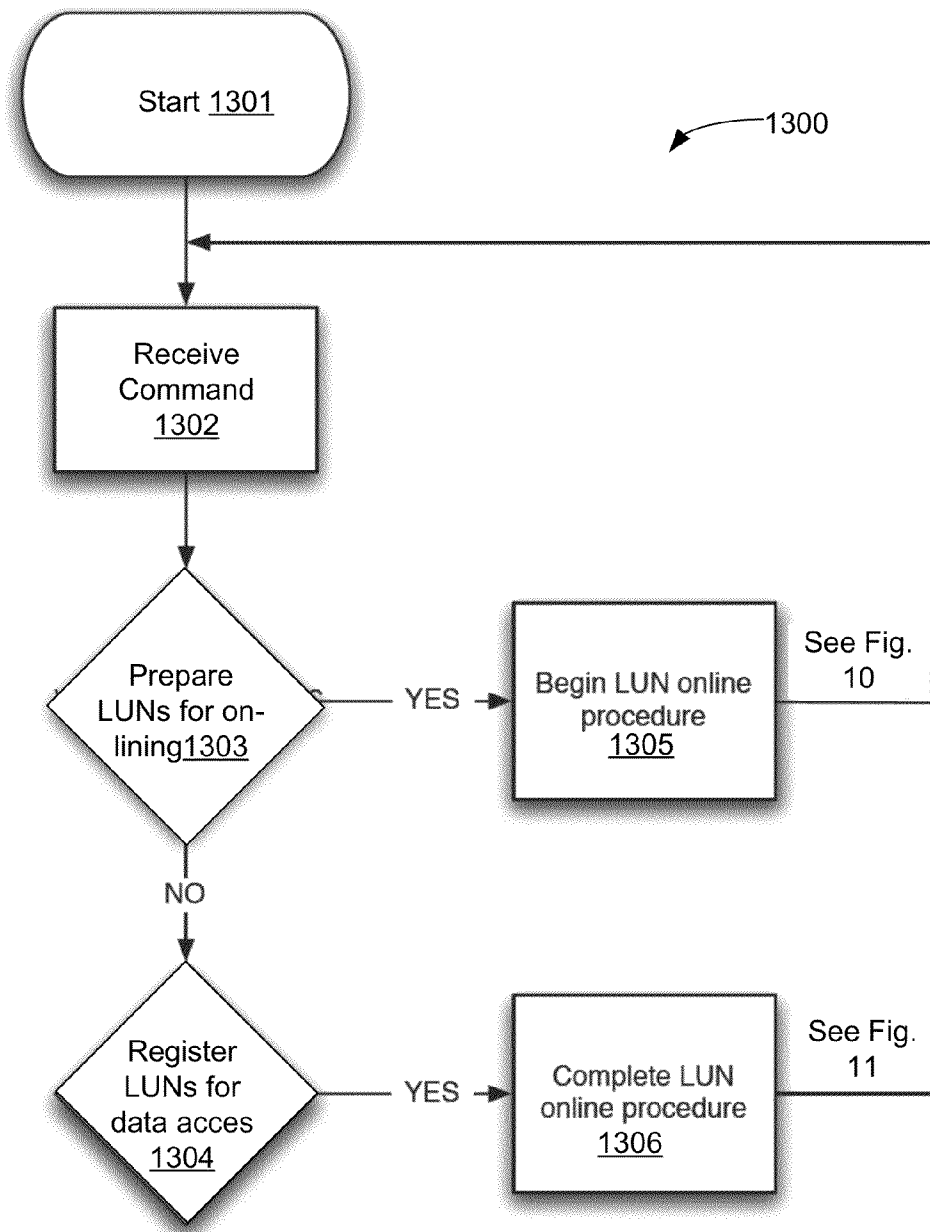 Start 1301
1300
Receive
Command
1302
Prepare
LUNs for on-
lining1303
YES
Begin LUN online
procedure
1305
See Fig.
10
NO
Register
LUNs for
data acces
1304
YES
Complete LUN
online procedure
1306
See Fig.
11